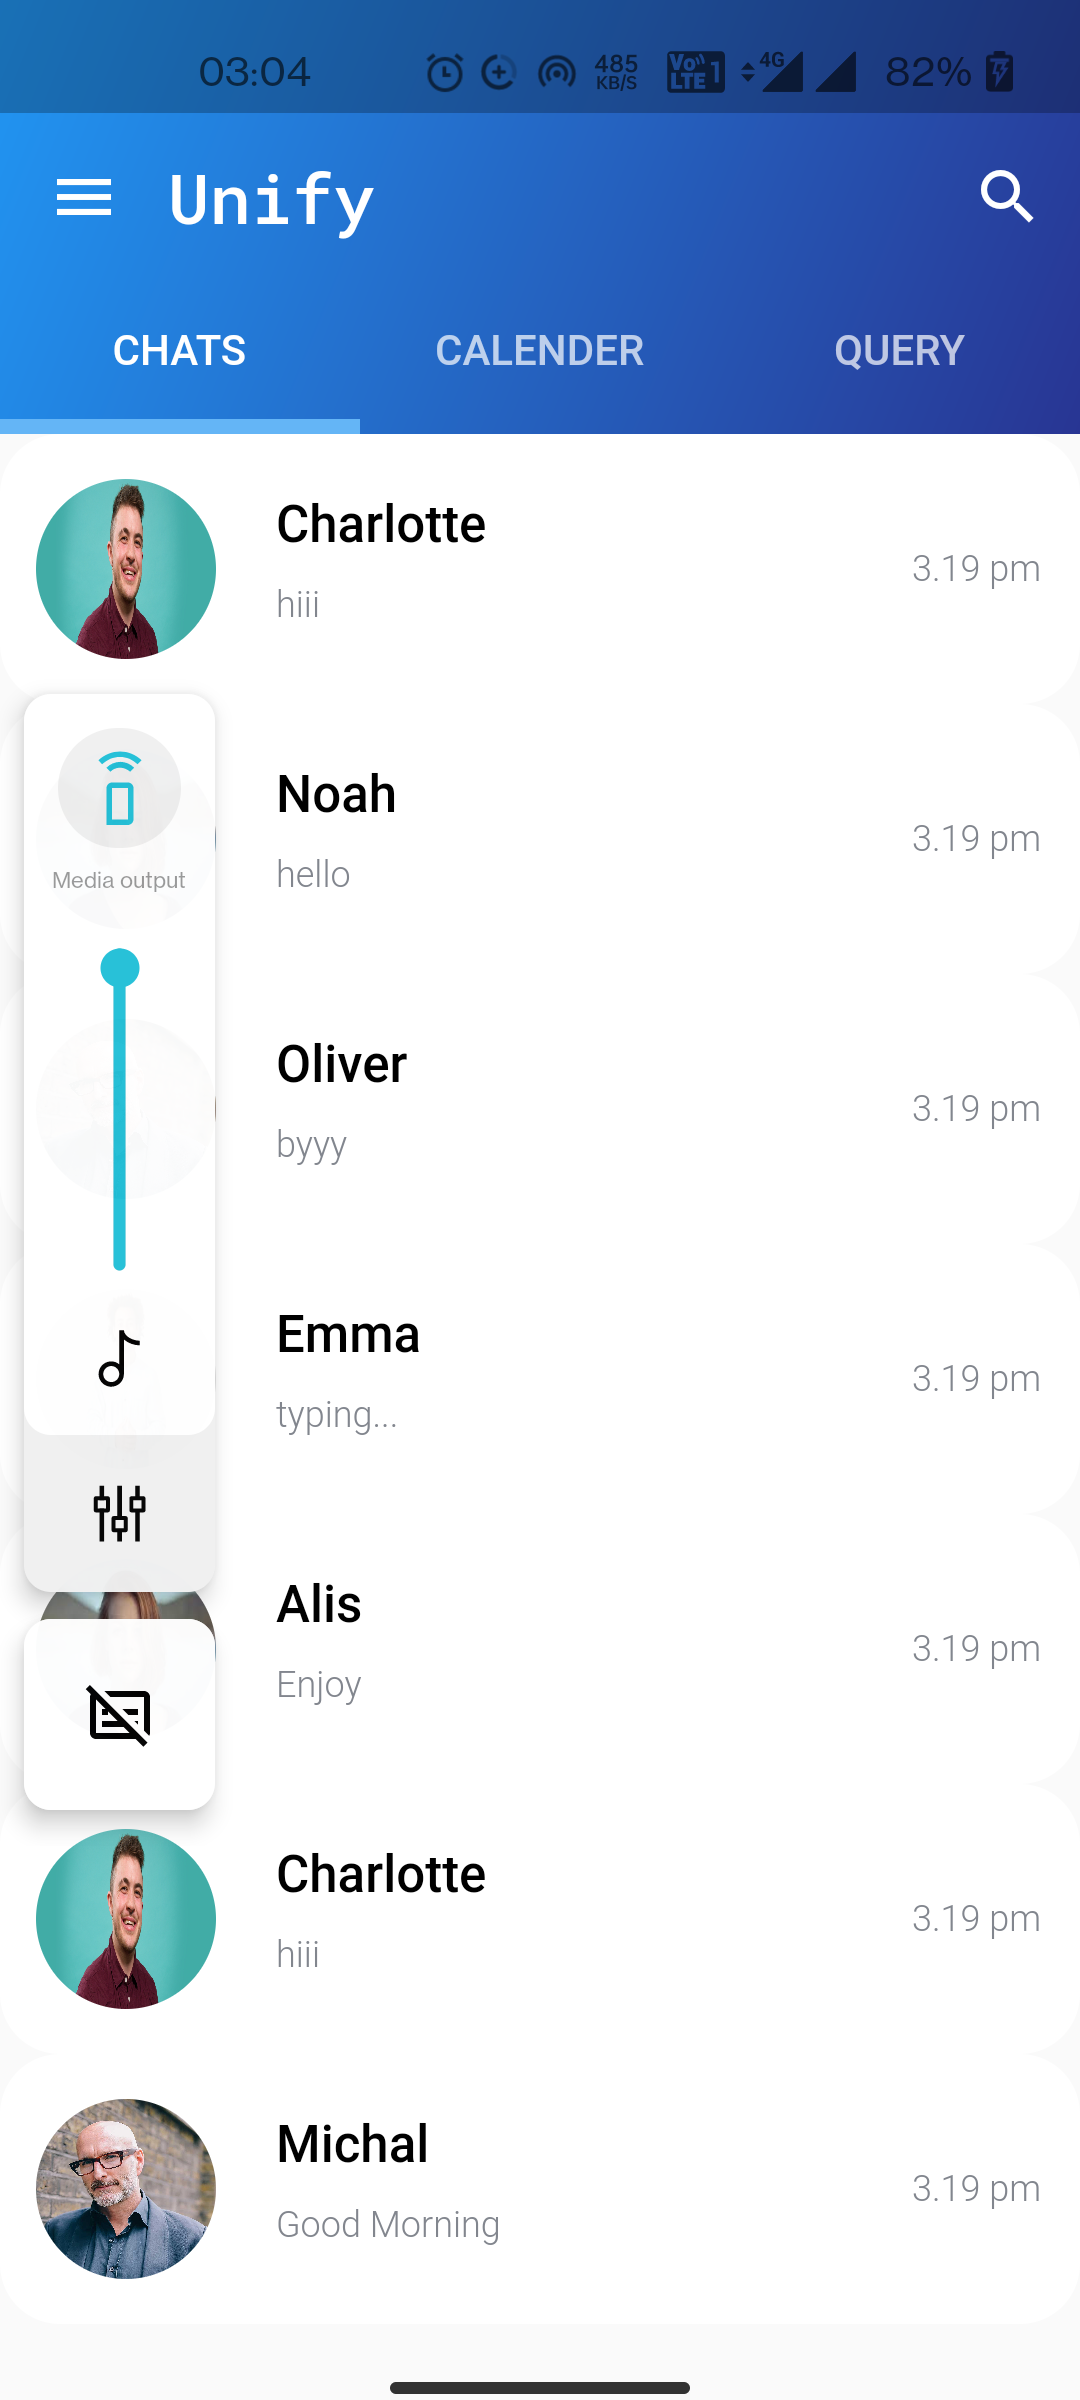 03:04 485 KB/S Vo)) LTE 1 4G 82%
Unify
CHATS CALENDER QUERY
Charlotte
3.19 pm
hiii
Noah
3.19 pm
hello
Media output
Oliver
3.19 pm
byyy
Emma
3.19 pm
typing...
Alis
3.19 pm
Enjoy
Charlotte
3.19 pm
hiii
Michal
3.19 pm
Good Morning